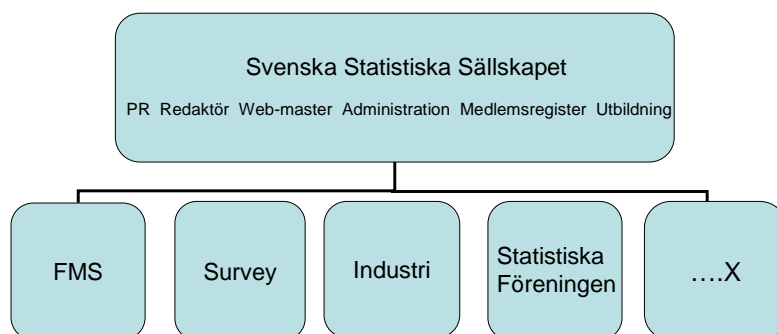 Svenska Statistiska Sällskapet
PR Redaktör Web-master Administration Medlemsregister Utbildning
FMS
Survey
Industri
Statistiska
Föreningen
….X